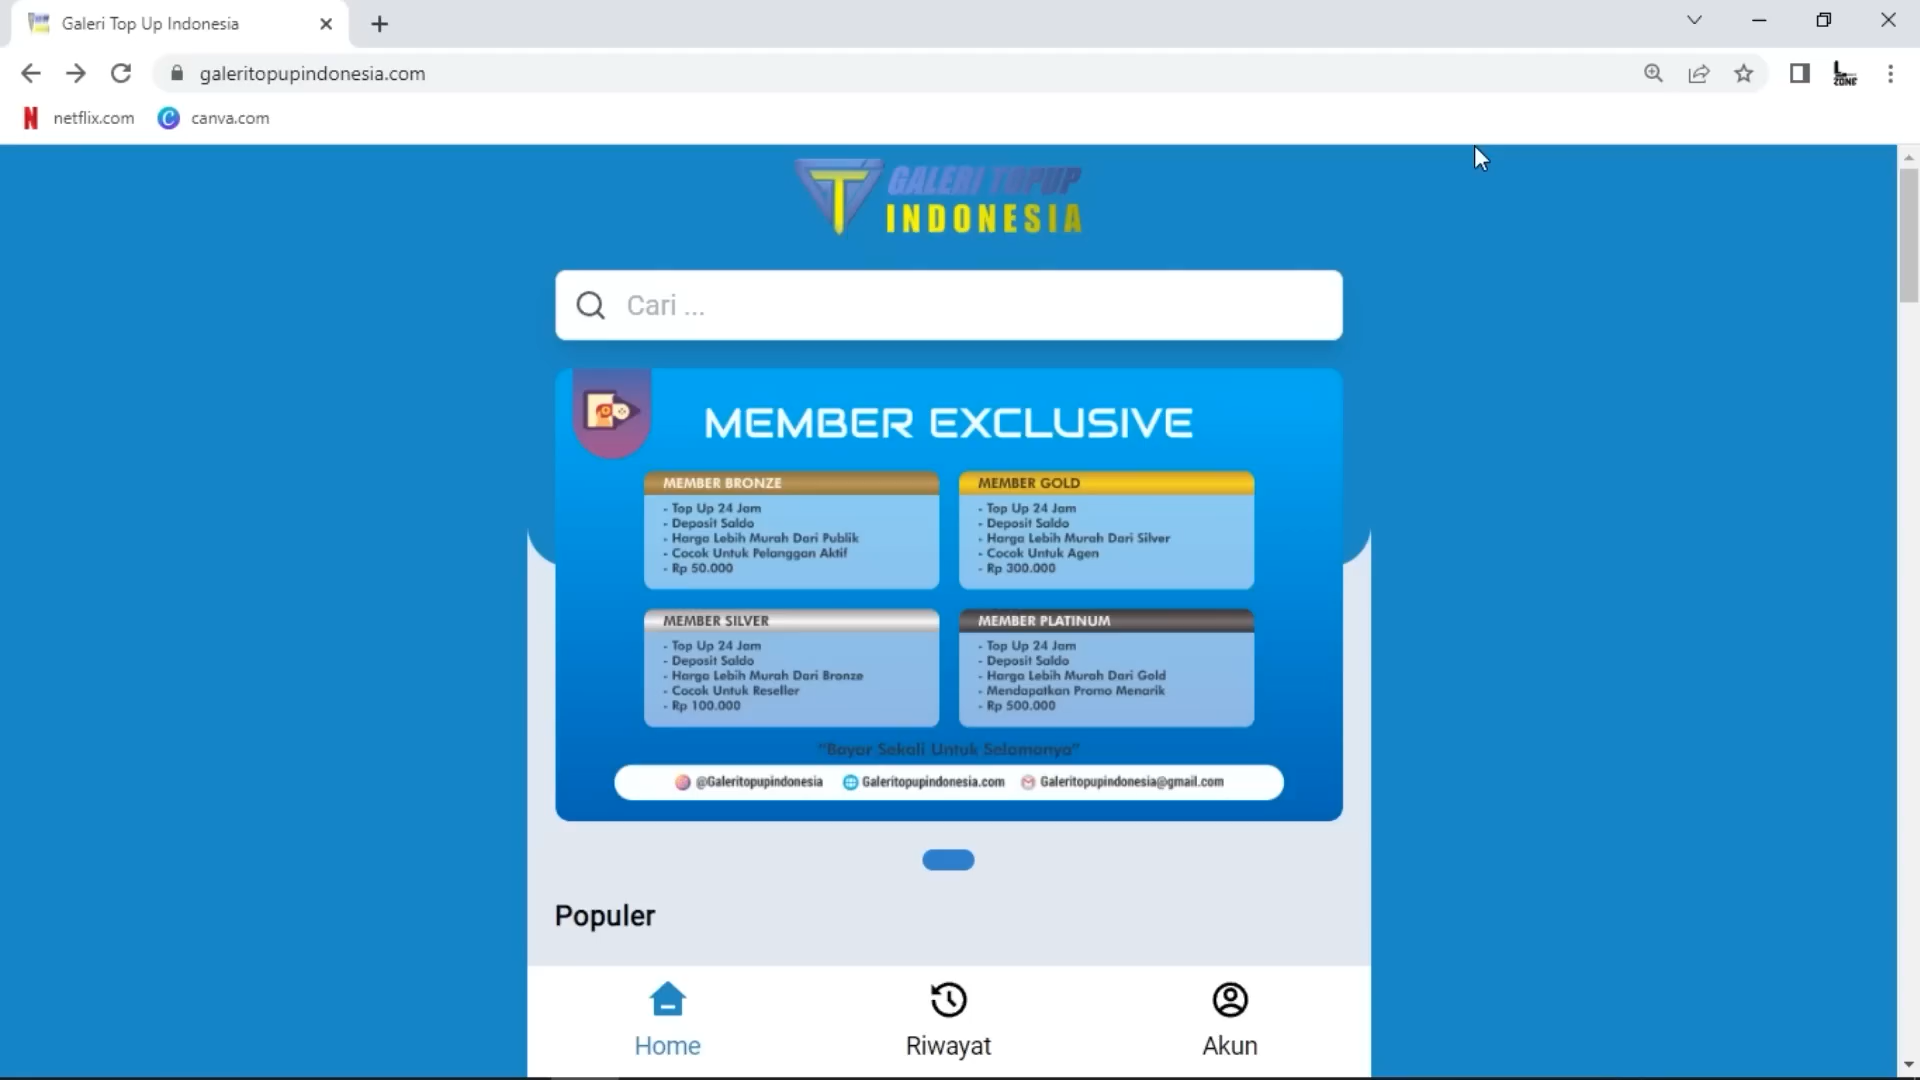 Galeri Top Up Indonesia
galeritopupindonesia.com
ZONE
netflix.com
canva.com
GALERI TOPUP
INDONESIA
Cari ...
MEMBER EXCLUSIVE
MEMBER BRONZE
- Top Up 24 Jam
- Deposit Saldo
- Harga Lebih Murah Dari Publik
- Cocok Untuk Pelanggan Aktif
- Rp 50.000
MEMBER GOLD
- Top Up 24 Jam
- Deposit Saldo
- Harga Lebih Murah Dari Silver
- Cocok Untuk Agen
- Rp 300.000
MEMBER SILVER
- Top Up 24 Jam
- Deposit Saldo
- Harga Lebih Murah Dari Bronze
- Cocok Untuk Reseller
- Rp 100.000
MEMBER PLATINUM
- Top Up 24 Jam
- Deposit Saldo
- Harga Lebih Murah Dari Gold
- Mendapatkan Promo Menarik
- Rp 500.000
"Bayar Sekali Untuk Selamanya"
@Galeritopupindonesia Galeritopupindonesia.com Galeritopupindonesia@gmail.com
Populer
Home
Riwayat
Akun